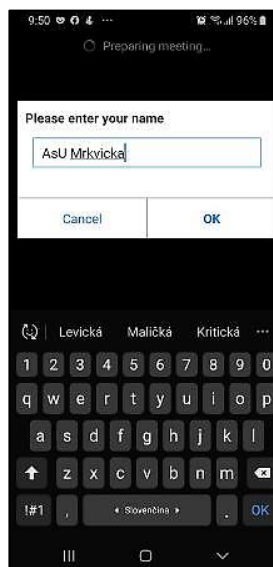 9:50 ··· 96%
Preparing meeting...
Please enter your name
AsU Mrkvicka
Cancel OK
Levická Maličká Kritická ···
1 2 3 4 5 6 7 8 9 0
q w e r t y u i o p
a s d f g h j k l
z x c v b n m
!#1 , Slovenčina . OK